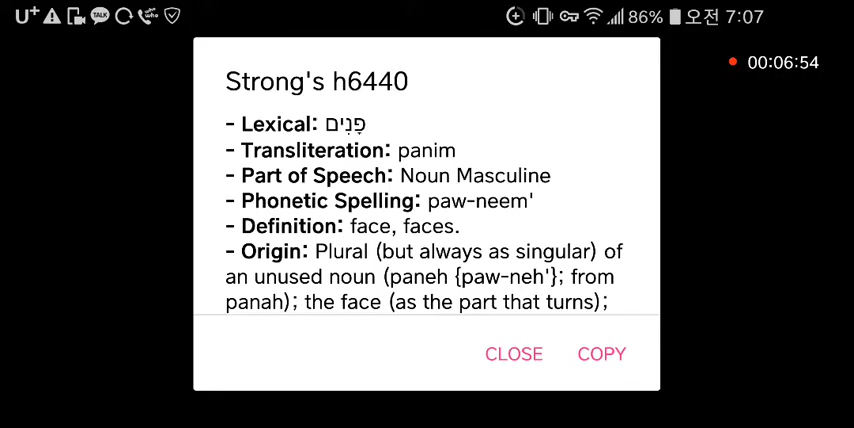 U+ TALK who 86% 오전 7:07
00:06:54
Strong's h6440
- Lexical: פָּנִים
- Transliteration: panim
- Part of Speech: Noun Masculine
- Phonetic Spelling: paw-neem'
- Definition: face, faces.
- Origin: Plural (but always as singular) of
an unused noun (paneh {paw-neh'}; from
panah); the face (as the part that turns);
CLOSE COPY